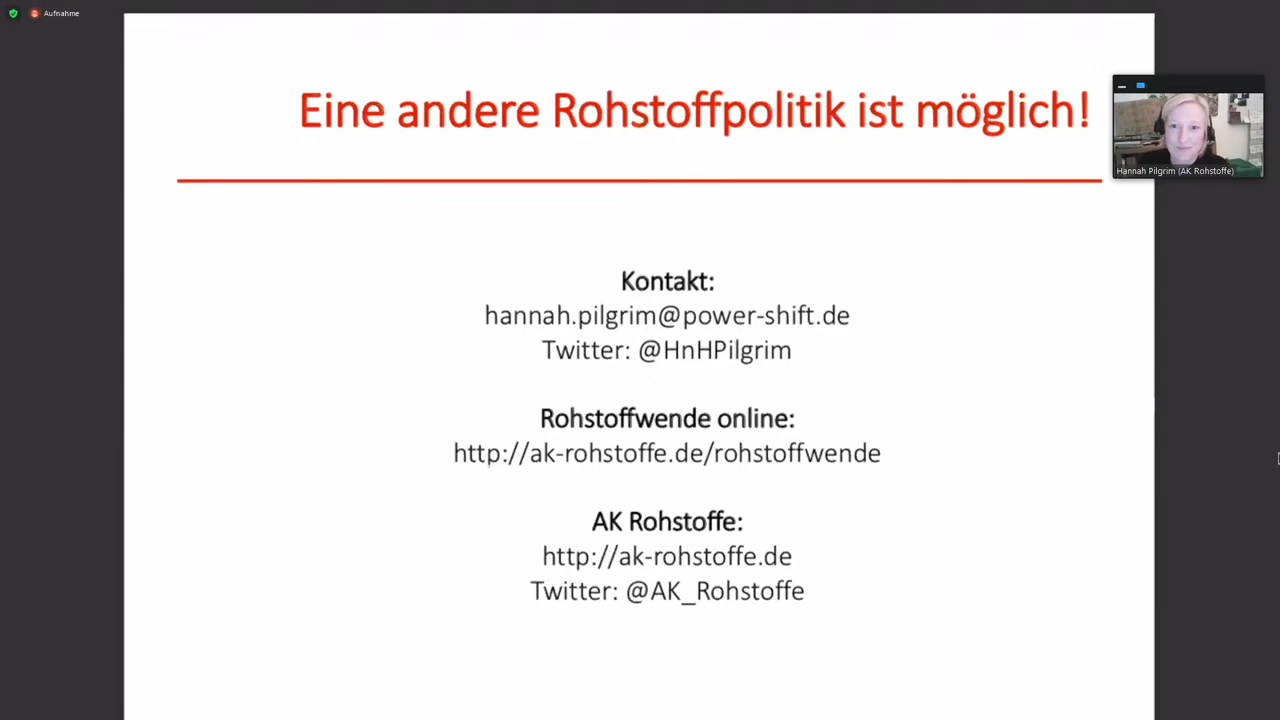 Aufnahme
Eine andere Rohstoffpolitik ist möglich!
Hannah Pilgrim (AK Rohstoffe)
Kontakt:
hannah.pilgrim@power-shift.de
Twitter: @HnHPilgrim
Rohstoffwende online:
http://ak-rohstoffe.de/rohstoffwende
AK Rohstoffe:
http://ak-rohstoffe.de
Twitter: @AK_Rohstoffe